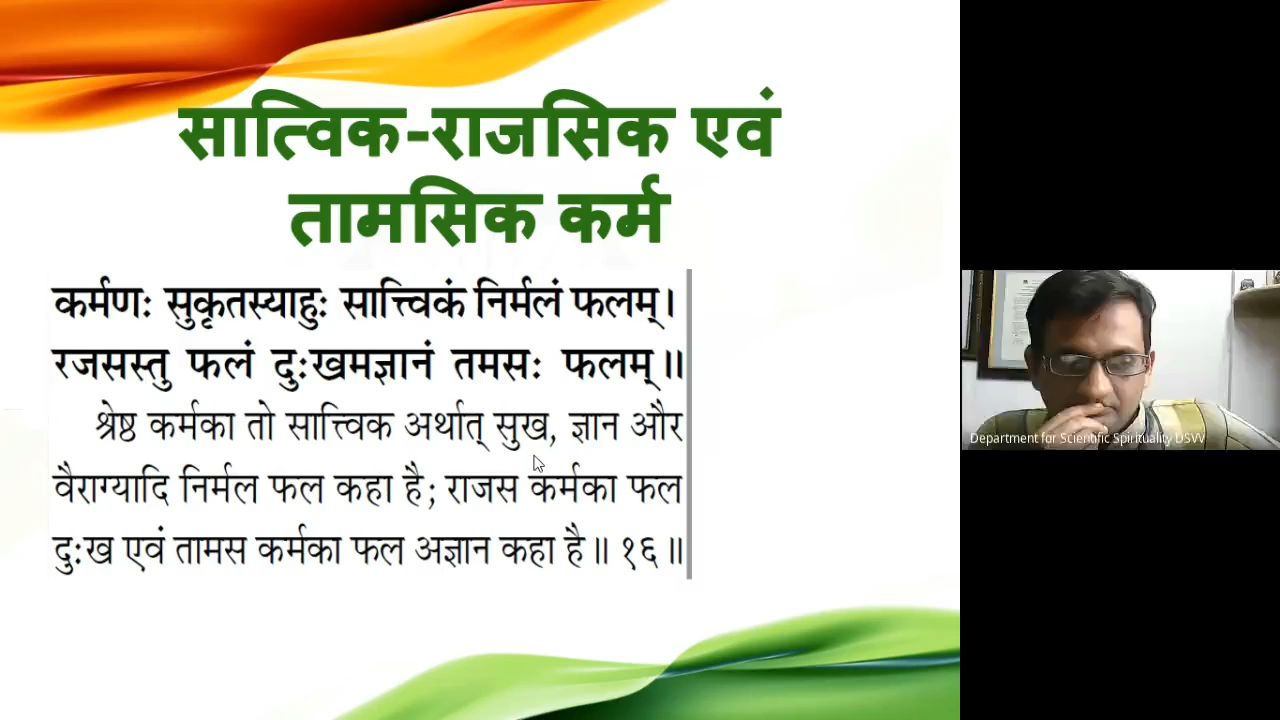 सात्विक-राजसिक एवं
तामसिक कर्म
कर्मणः सुकृतस्याहुः सात्त्विकं निर्मलं फलम्।
रजसस्तु फलं दुःखमज्ञानं तमसः फलम्॥
श्रेष्ठ कर्मका तो सात्त्विक अर्थात् सुख, ज्ञान और
वैराग्यादि निर्मल फल कहा है; राजस कर्मका फल
दुःख एवं तामस कर्मका फल अज्ञान कहा है॥ १६॥
Department for Scientific Spirituality DSVV